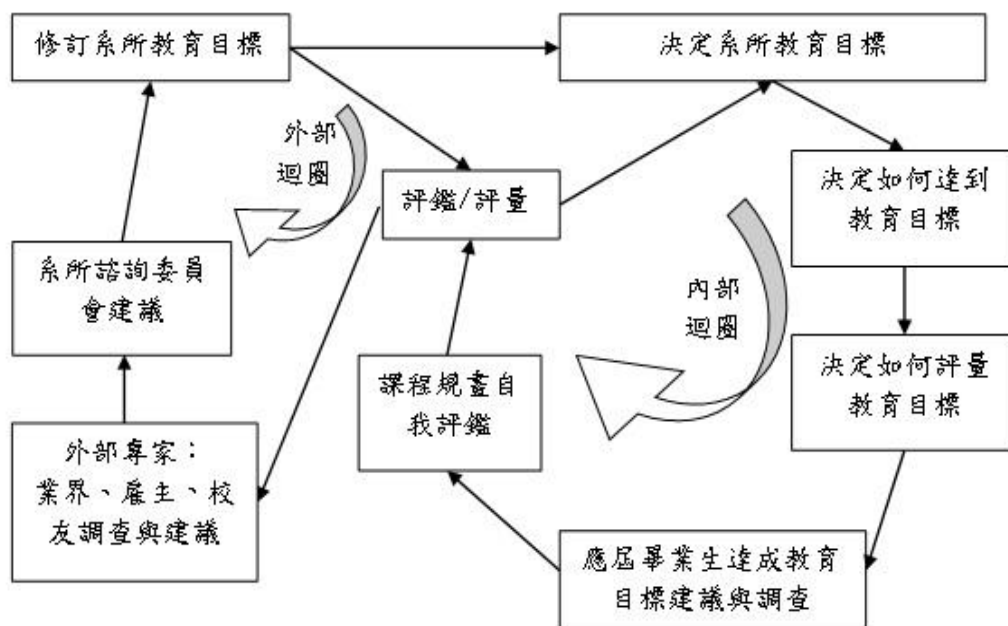 修訂系所教育目標
決定系所教育目標
外部
迴圈
評鑑/評量
決定如何達到
教育目標
系所諮詢委員
會建議
內部
迴圈
課程規畫自
我評鑑
決定如何評量
教育目標
外部專家：
業界、雇主、校
友調查與建議
應屆畢業生達成教育
目標建議與調查